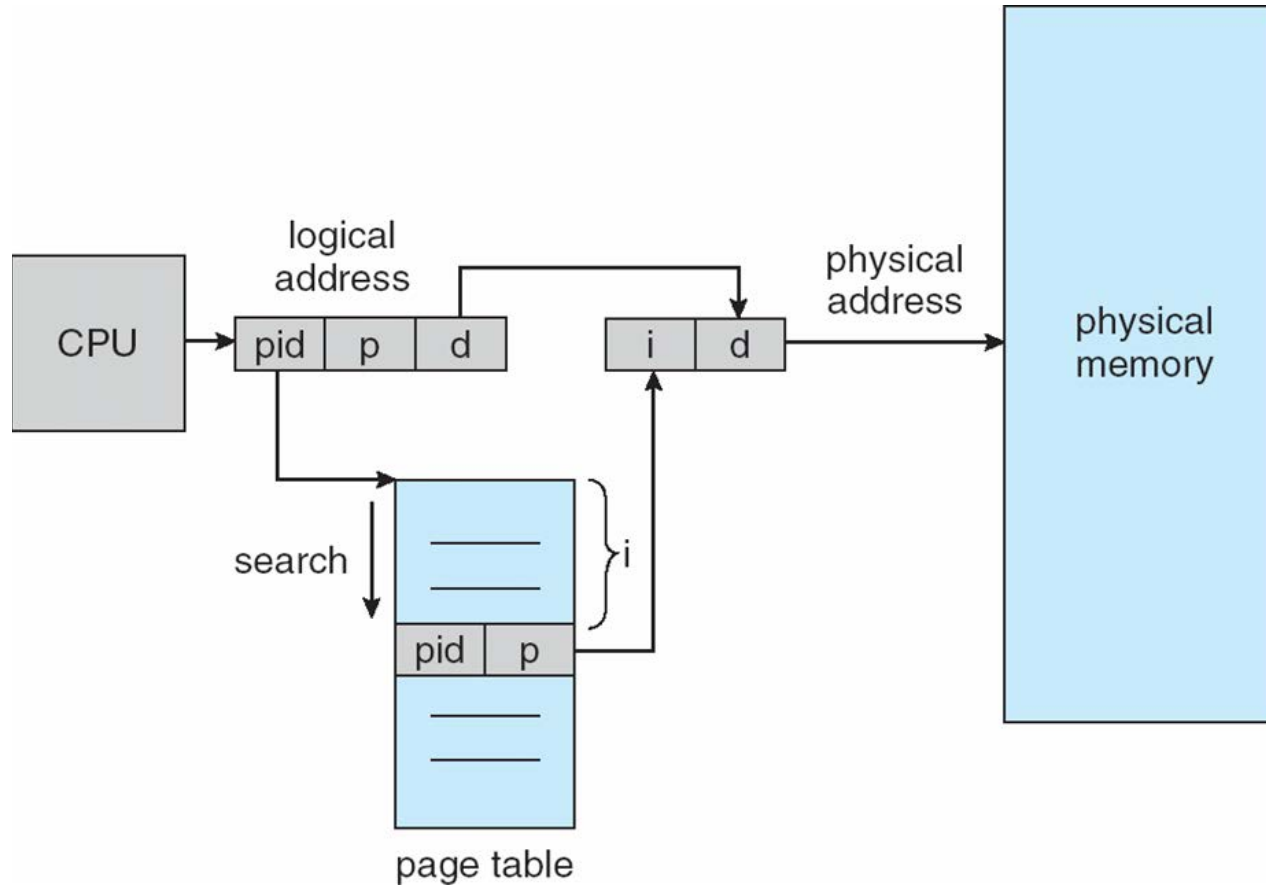 logical
address
physical
address
CPU
pid p d
i d
physical
memory
search
i
pid p
page table